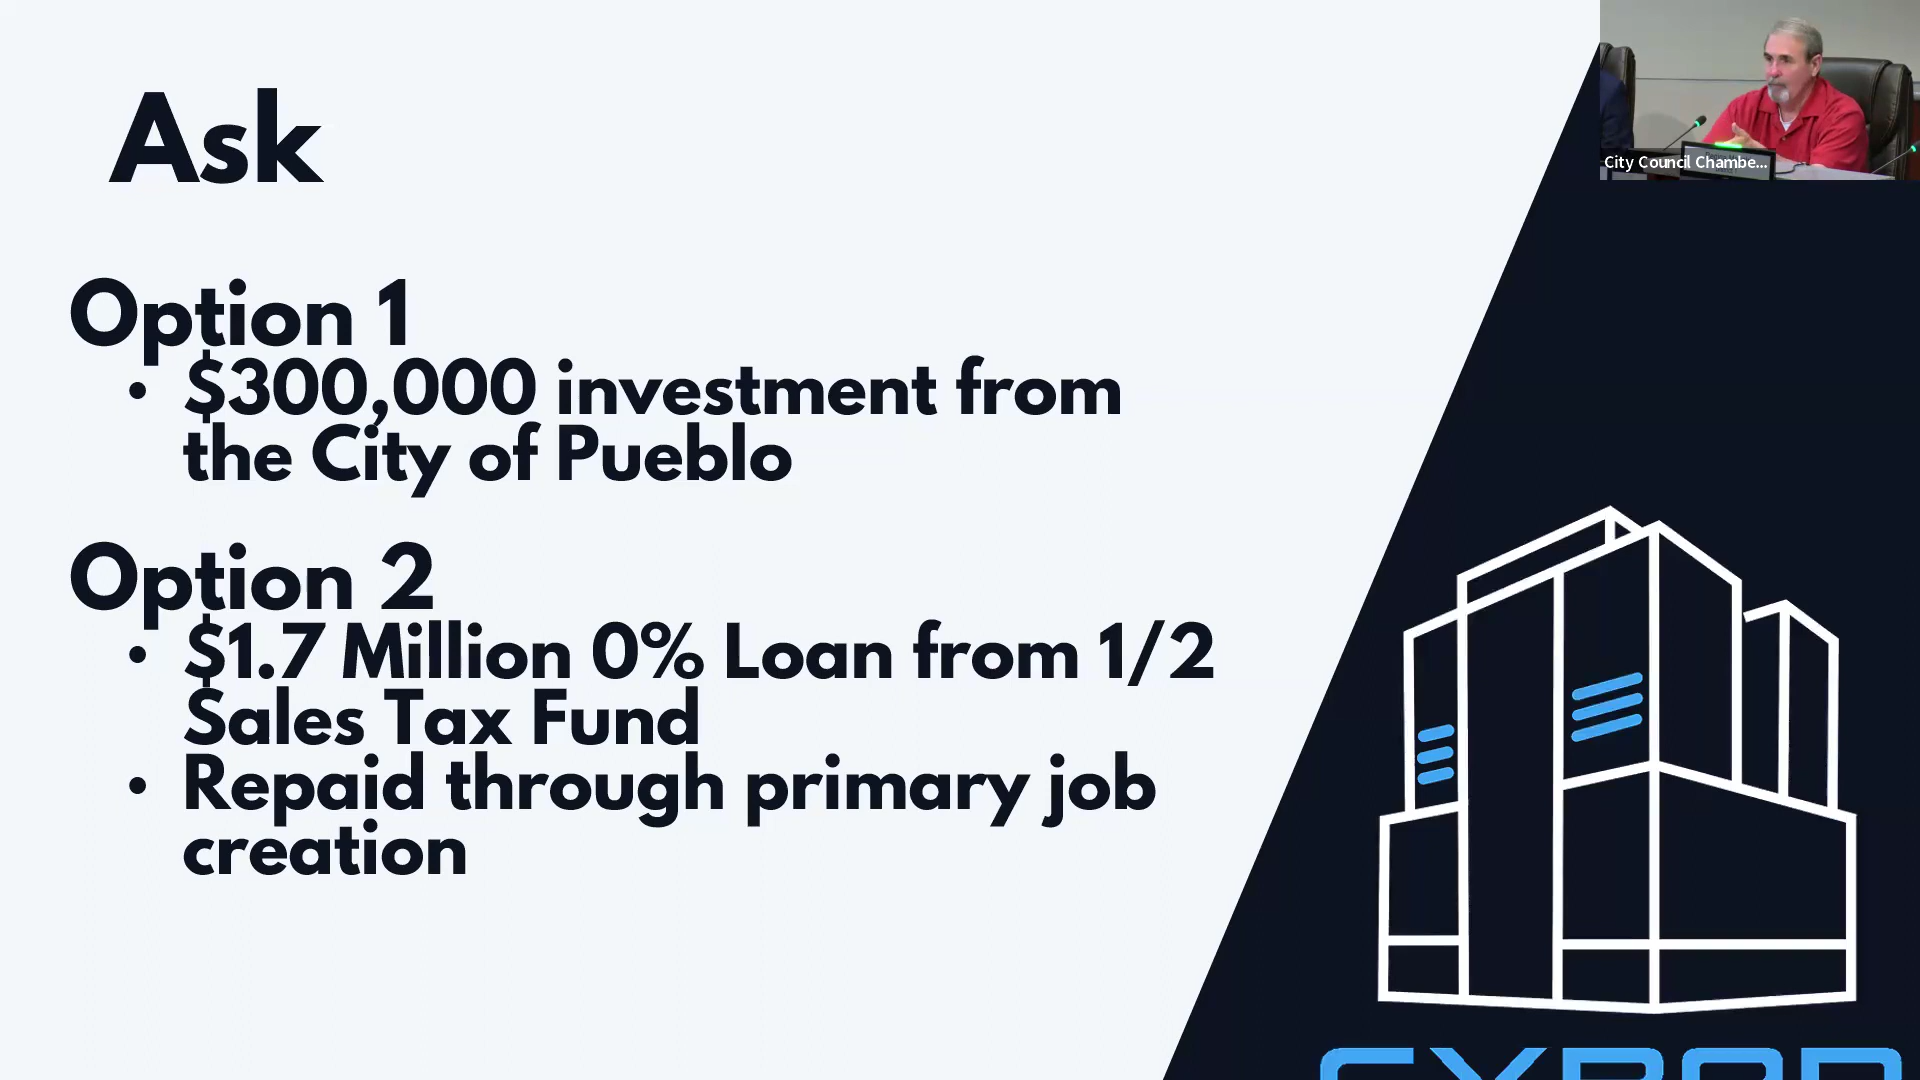 Ask
City Council Chambe...
Option 1
• $300,000 investment from
the City of Pueblo
Option 2
• $1.7 Million 0% Loan from 1/2
Sales Tax Fund
• Repaid through primary job
creation